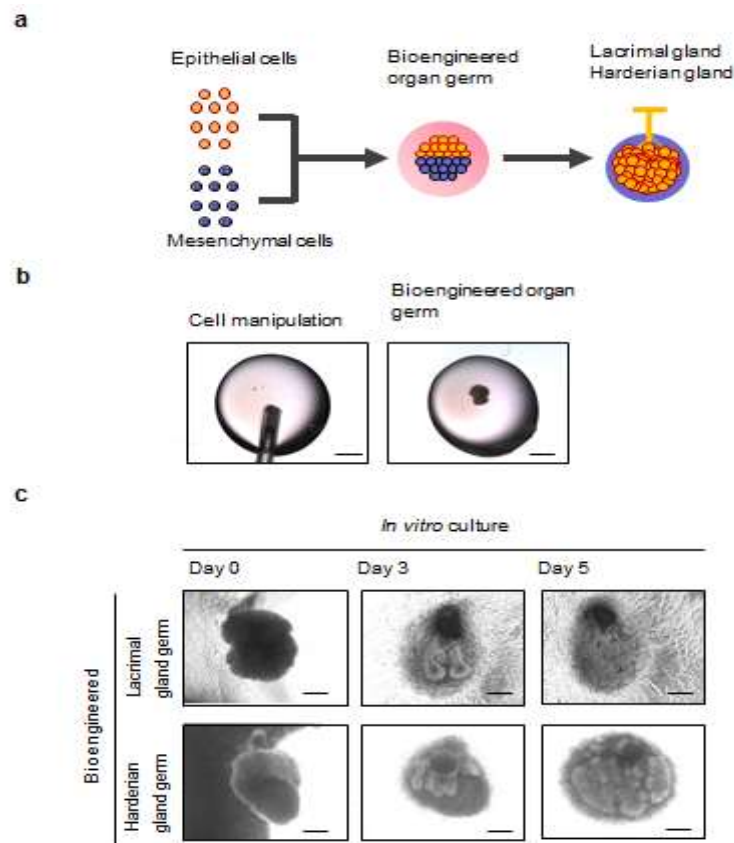 a
Epithelial cells
Mesenchymal cells
Bioengineered
organ germ
Lacrimal gland
Harderian gland
b
Cell manipulation
Bioengineered organ
germ
c
In vitro culture
Day 0
Day 3
Day 5
Bioengineered
Lacrimal
gland germ
Harderian
gland germ